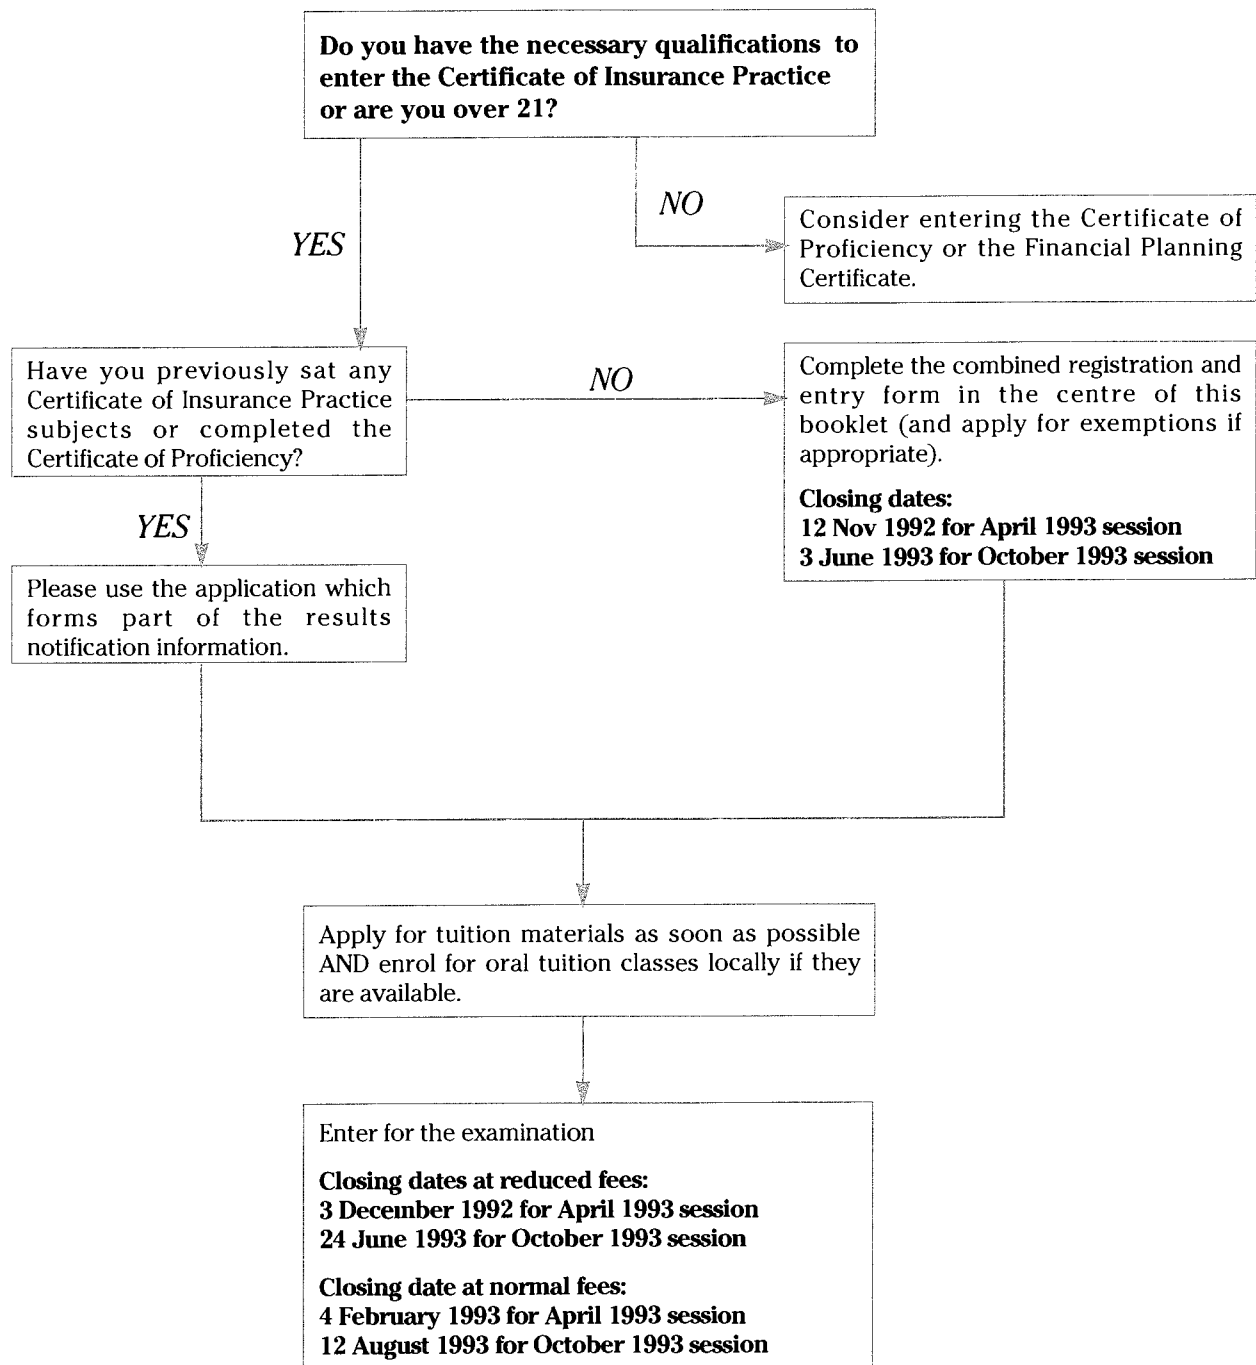 Do you have the necessary qualifications to
enter the Certificate of Insurance Practice
or are you over 21?
NO
YES
Consider entering the Certificate of
Proficiency or the Financial Planning
Certificate.
Have you previously sat any
Certificate of Insurance Practice
subjects or completed the
Certificate of Proficiency?
NO
Complete the combined registration and
entry form in the centre of this
booklet (and apply for exemptions if
appropriate).
Closing dates:
12 Nov 1992 for April 1993 session
3 June 1993 for October 1993 session
YES
Please use the application which
forms part of the results
notification information.
Apply for tuition materials as soon as possible
AND enrol for oral tuition classes locally if they
are available.
Enter for the examination
Closing dates at reduced fees:
3 December 1992 for April 1993 session
24 June 1993 for October 1993 session
Closing date at normal fees:
4 February 1993 for April 1993 session
12 August 1993 for October 1993 session